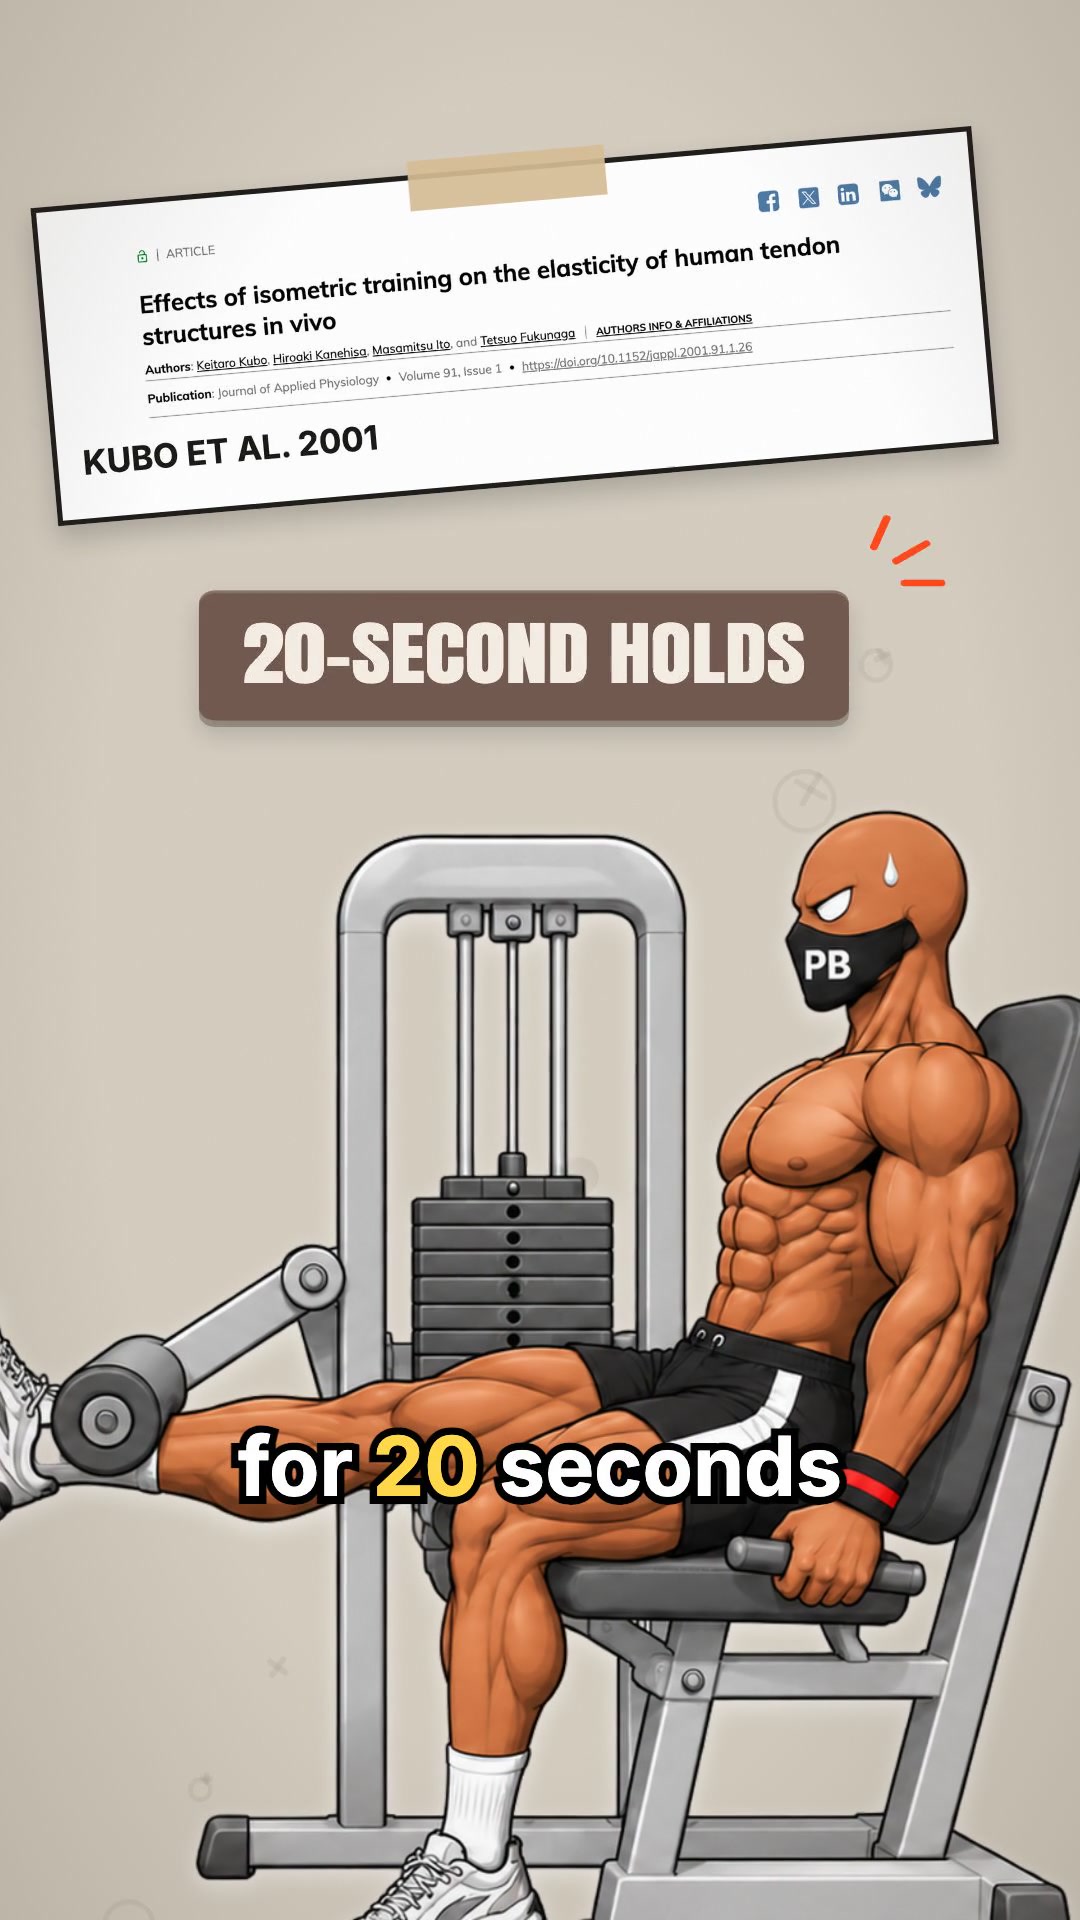 ARTICLE
Effects of isometric training on the elasticity of human tendon
structures in vivo
Authors: Keitaro Kubo, Hiroaki Kanehisa, Masamitsu Ito, and Tetsuo Fukunaga | AUTHORS INFO & AFFILIATIONS
Publication: Journal of Applied Physiology • Volume 91, Issue 1 • https://doi.org/10.1152/jappl.2001.91.1.26
KUBO ET AL. 2001
20-SECOND HOLDS
PB
for 20 seconds